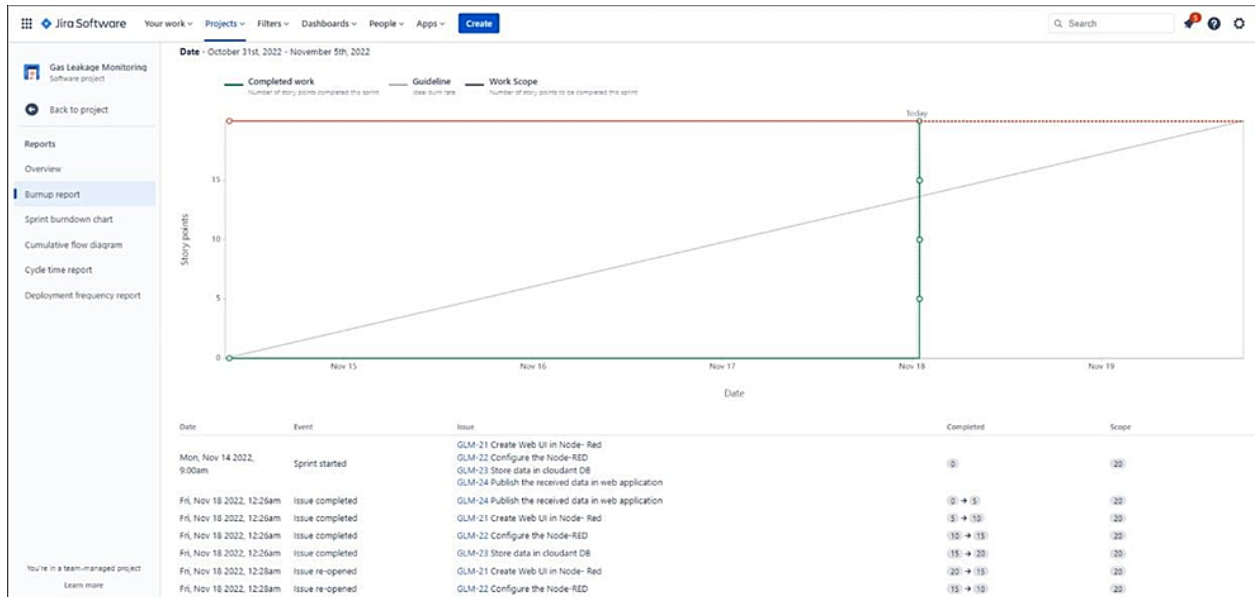 Jira Software Your work Projects Filters Dashboards People Apps Create Search 5
Gas Leakage Monitoring
Software project
Back to project
Reports
Overview
Burnup report
Sprint burndown chart
Cumulative flow diagram
Cycle time report
Deployment frequency report
You're in a team-managed project
Learn more
Date - October 31st, 2022 - November 5th, 2022
Completed work
Number of story points completed this sprint
Guideline
Ideal burn rate
Work Scope
Number of story points to be completed this sprint
Today
Story points
15
10
5
0
Nov 15 Nov 16 Nov 17 Nov 18 Nov 19
Date
Date Event Issue Completed Scope
GLM-21 Create Web UI in Node- Red
GLM-22 Configure the Node-RED
Mon, Nov 14 2022, 9:00am Sprint started 0 20
GLM-23 Store data in cloudant DB
GLM-24 Publish the received data in web application
Fri, Nov 18 2022, 12:26am Issue completed GLM-24 Publish the received data in web application 0 → 5 20
Fri, Nov 18 2022, 12:26am Issue completed GLM-21 Create Web UI in Node- Red 5 → 10 20
Fri, Nov 18 2022, 12:26am Issue completed GLM-22 Configure the Node-RED 10 → 15 20
Fri, Nov 18 2022, 12:26am Issue completed GLM-23 Store data in cloudant DB 15 → 20 20
Fri, Nov 18 2022, 12:28am Issue re-opened GLM-21 Create Web UI in Node- Red 20 → 15 20
Fri, Nov 18 2022, 12:28am Issue re-opened GLM-22 Configure the Node-RED 15 → 10 20